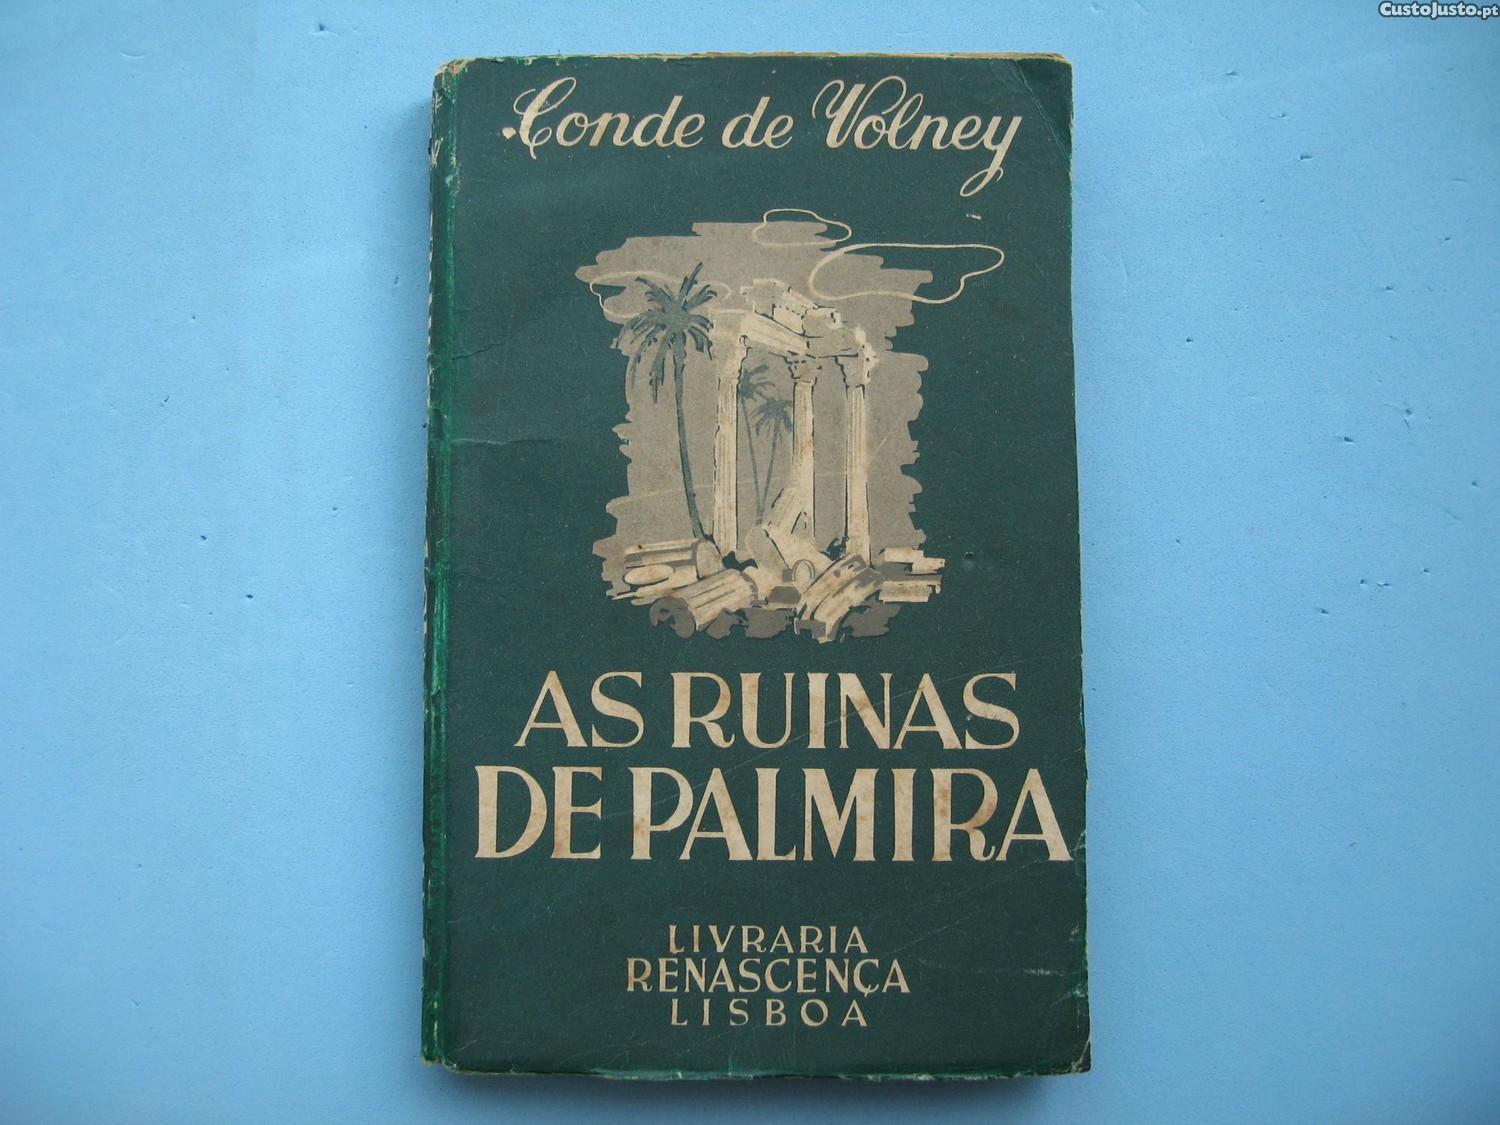 CustoJusto.pt
Conde de Volney
AS RUINAS
DE PALMIRA
LIVRARIA
RENASCENÇA
LISBOA